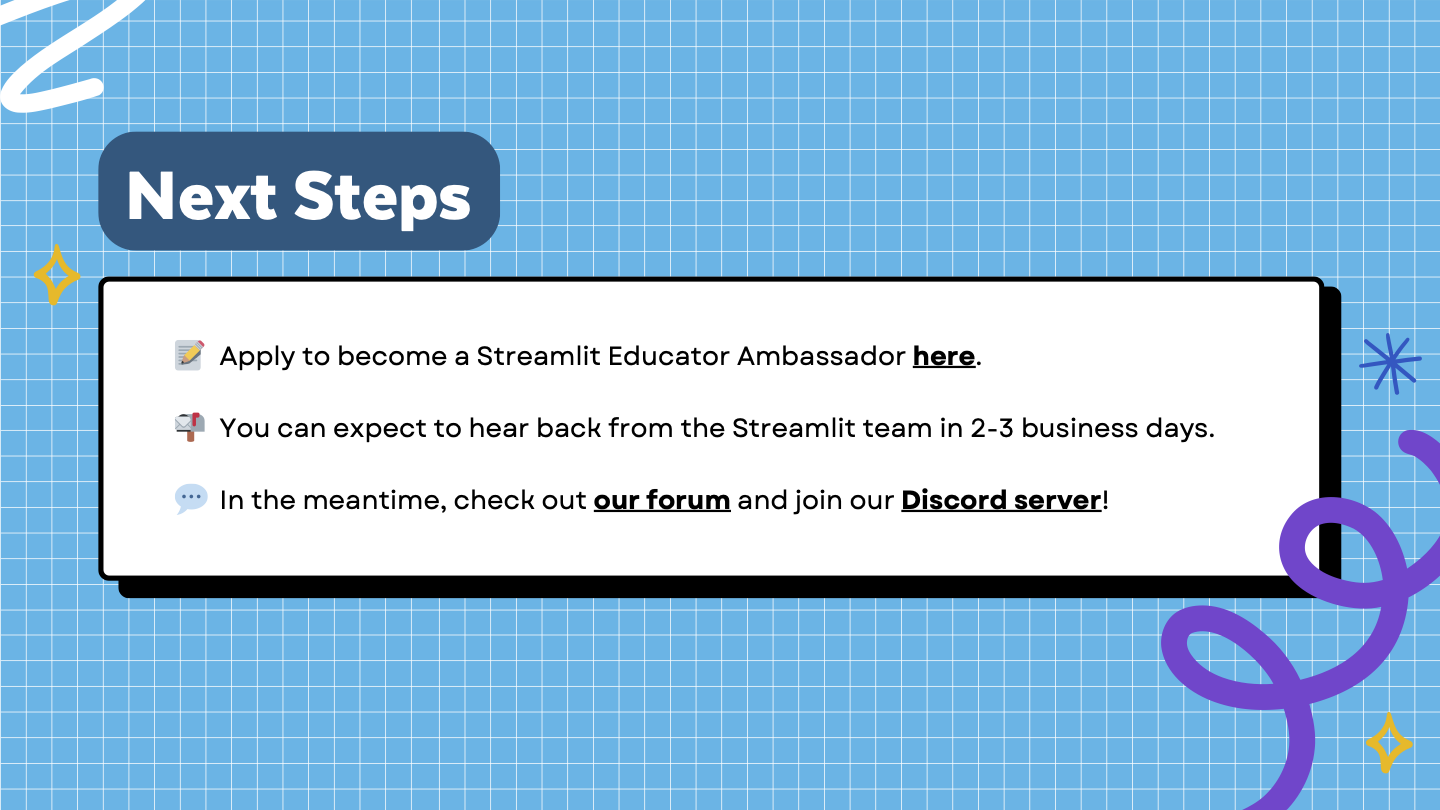 Next Steps
📝 Apply to become a Streamlit Educator Ambassador here.
📬 You can expect to hear back from the Streamlit team in 2-3 business days.
💬 In the meantime, check out our forum and join our Discord server!